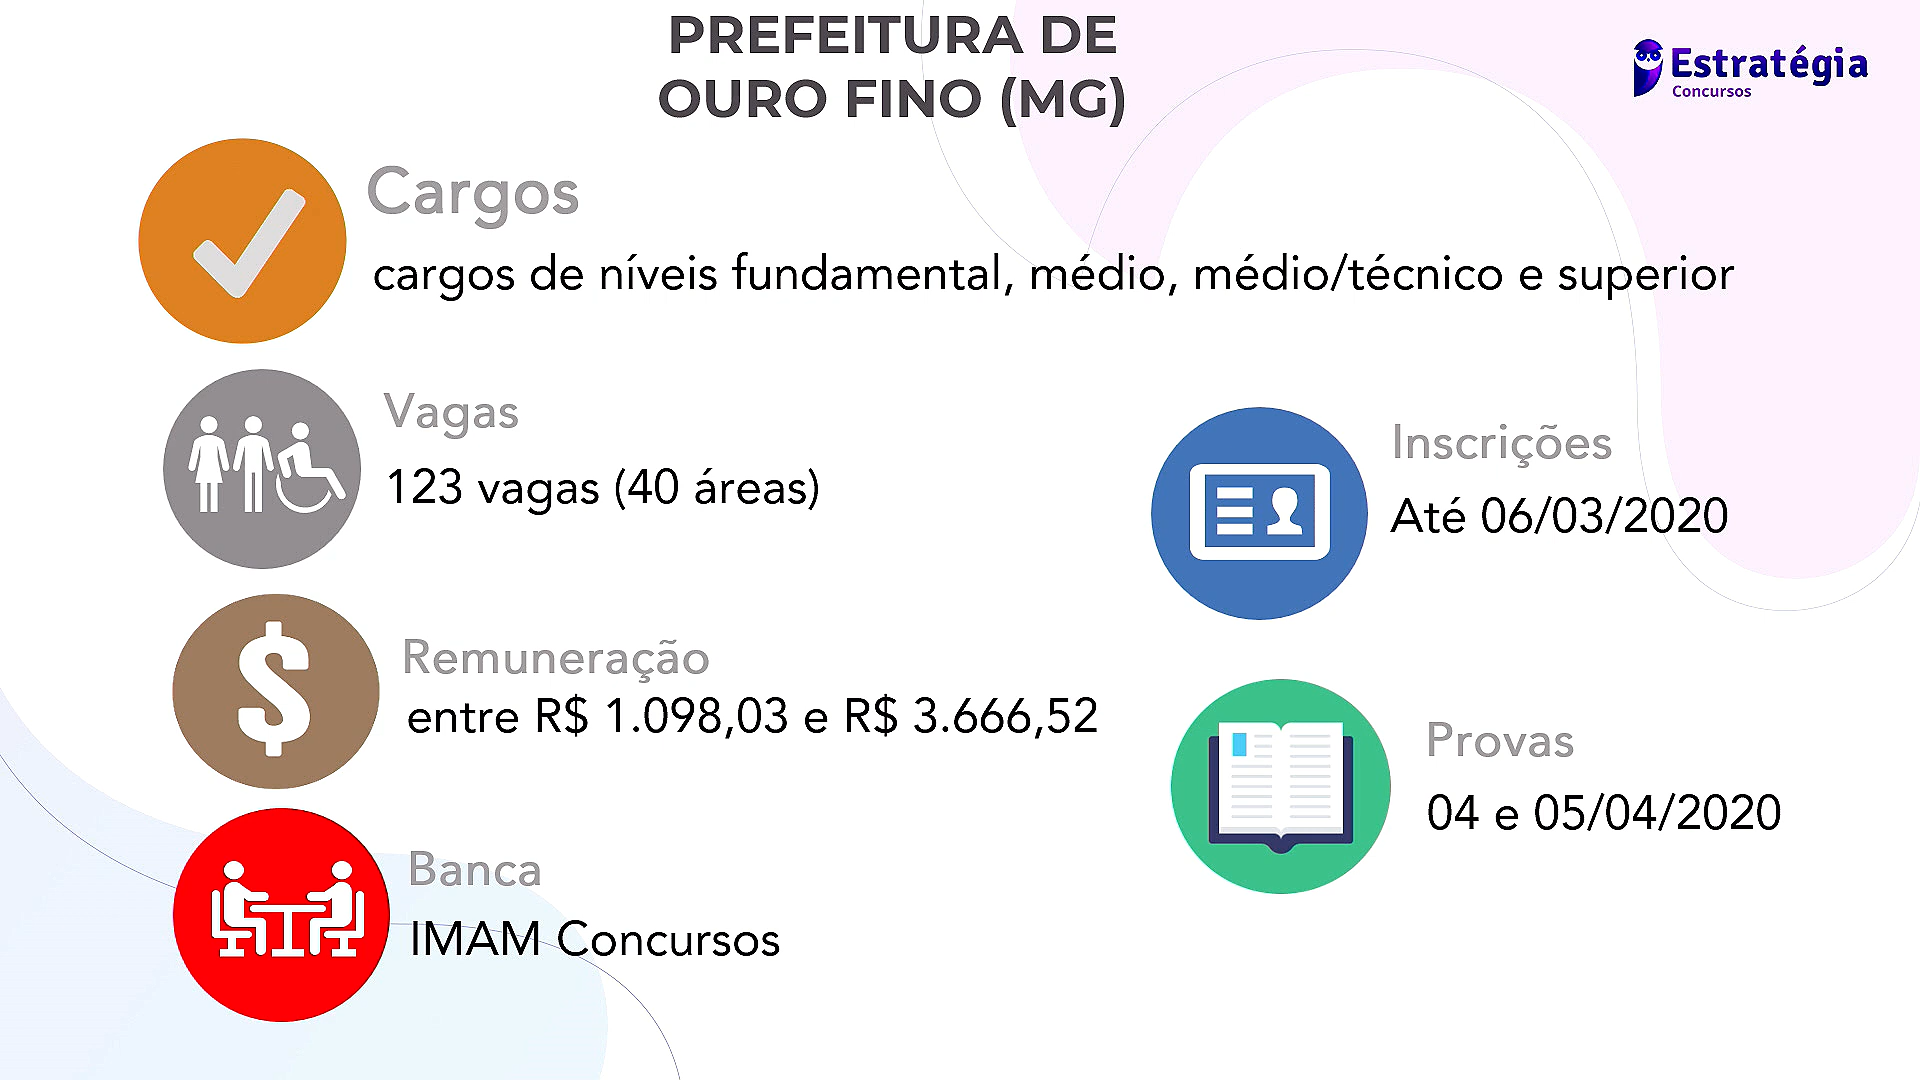 PREFEITURA DE
OURO FINO (MG)
Estratégia
Concursos
Cargos
cargos de níveis fundamental, médio, médio/técnico e superior
Vagas
123 vagas (40 áreas)
Inscrições
Até 06/03/2020
Remuneração
entre R$ 1.098,03 e R$ 3.666,52
Provas
04 e 05/04/2020
Banca
IMAM Concursos